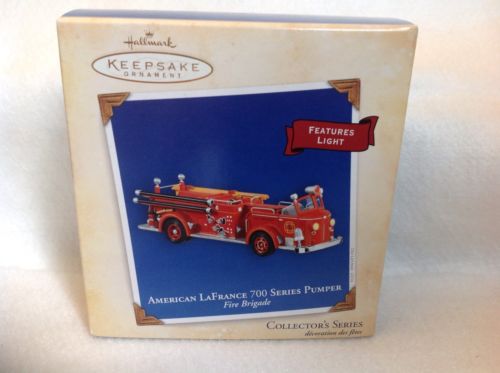 Hallmark
KEEPSAKE
ORNAMENT
FEATURES
LIGHT
AMERICAN LAFRANCE 700 SERIES PUMPER
Fire Brigade
COLLECTOR'S SERIES
décoration des fêtes